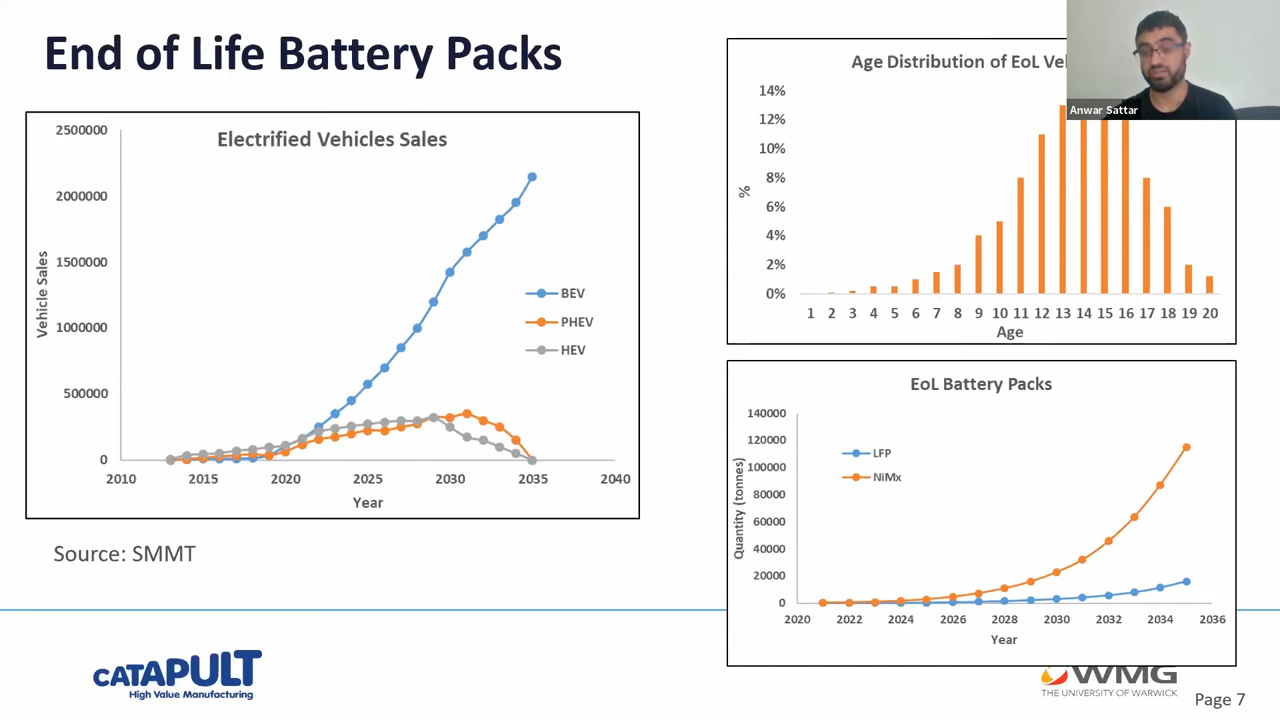 End of Life Battery Packs
Electrified Vehicles Sales
2500000
2000000
1500000
1000000
500000
0
Vehicle Sales
2010 2015 2020 2025 2030 2035 2040
Year
BEV
PHEV
HEV
Source: SMMT
Age Distribution of EoL
Anwar Sattar
14%
12%
10%
8%
6%
4%
2%
0%
%
1 2 3 4 5 6 7 8 9 10 11 12 13 14 15 16 17 18 19 20
Age
EoL Battery Packs
140000
120000
100000
80000
60000
40000
20000
0
Quantity (tonnes)
LFP
NiMx
2020 2022 2024 2026 2028 2030 2032 2034 2036
Year
CATAPULT
High Value Manufacturing
WMG
THE UNIVERSITY OF WARWICK
Page 7